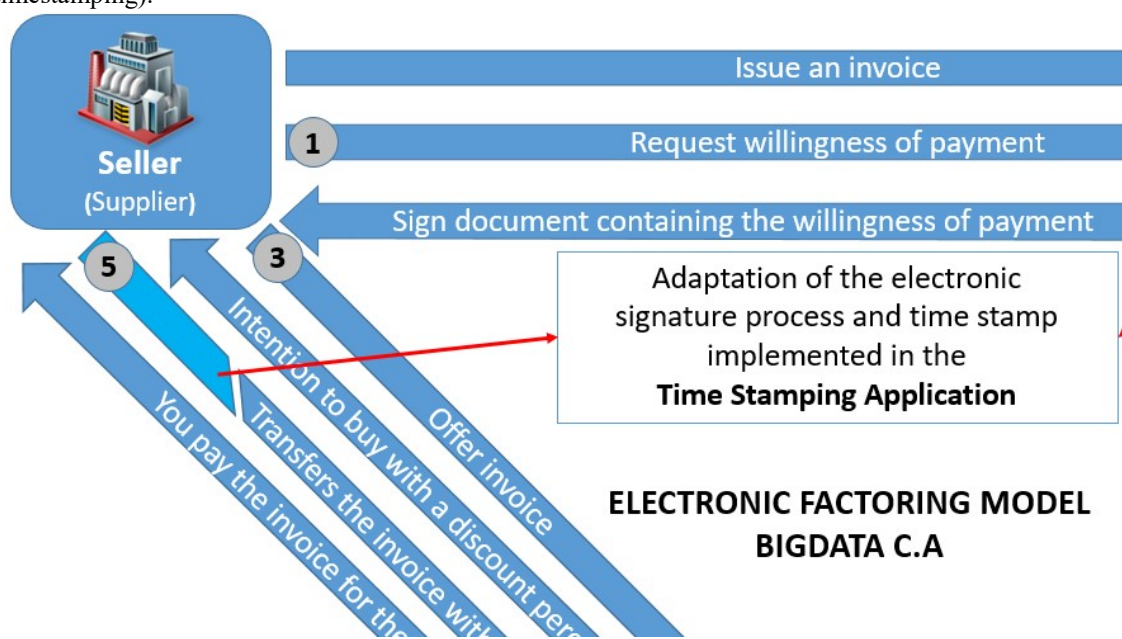 timestamping).
Issue an invoice
1
Request willingness of payment
Seller
(Supplier)
Sign document containing the willingness of payment
3
5
Adaptation of the electronic
signature process and time stamp
implemented in the
Time Stamping Application
Intention to buy with a discount
Offer invoice
Transfers the invoice with
You pay the invoice for the
ELECTRONIC FACTORING MODEL
BIGDATA C.A